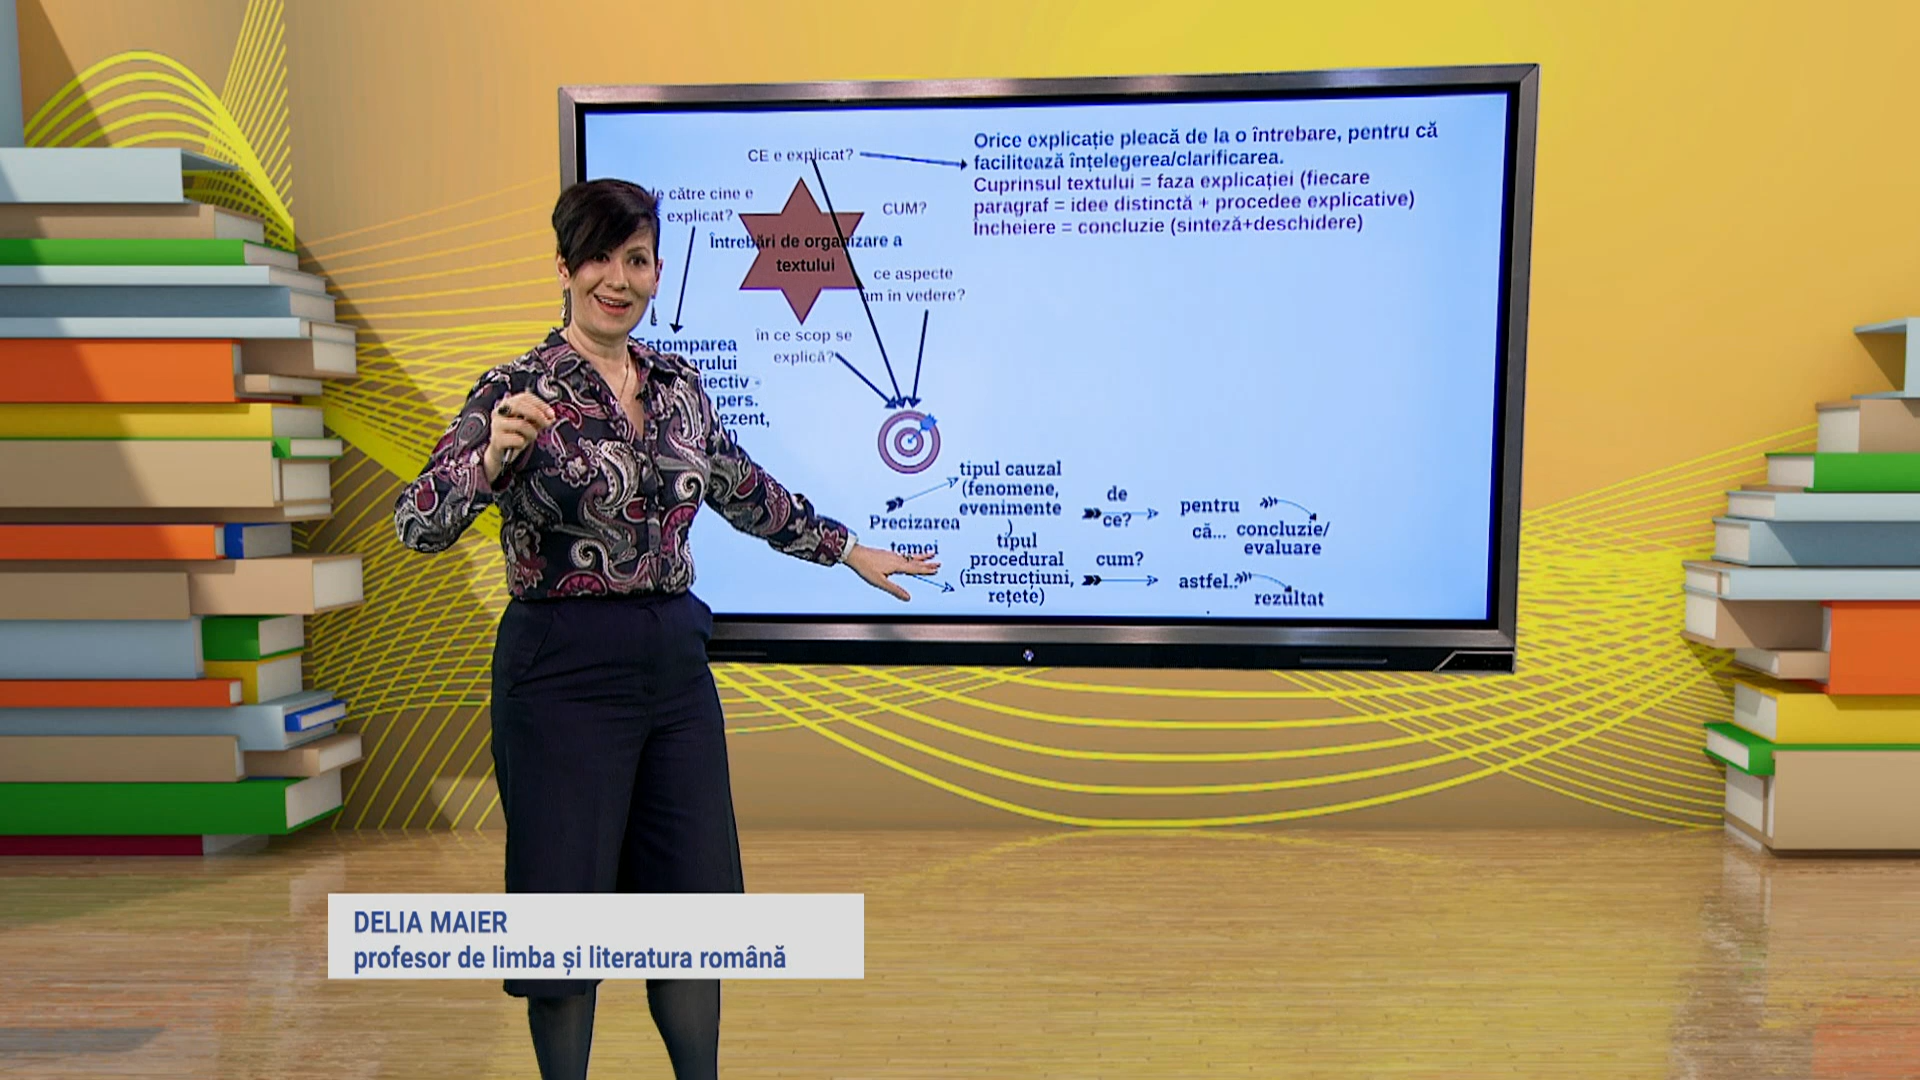 Orice explicație pleacă de la o întrebare, pentru că
facilitează înțelegerea/clarificarea.
Cuprinsul textului = faza explicației (fiecare
paragraf = idee distinctă + procedee explicative)
Încheiere = concluzie (sinteză+deschidere)
CE e explicat?
către cine e
explicat?
CUM?
Întrebări de organizare a
textului
ce aspecte
în vedere?
în ce scop se
explică?
Estomparea
pers.
tipul cauzal
(fenomene,
evenimente
)
de
ce?
pentru
că...
concluzie/
evaluare
Precizarea
temei
tipul
procedural
(instrucțiuni,
rețete)
cum?
astfel..
rezultat
DELIA MAIER
profesor de limba și literatura română